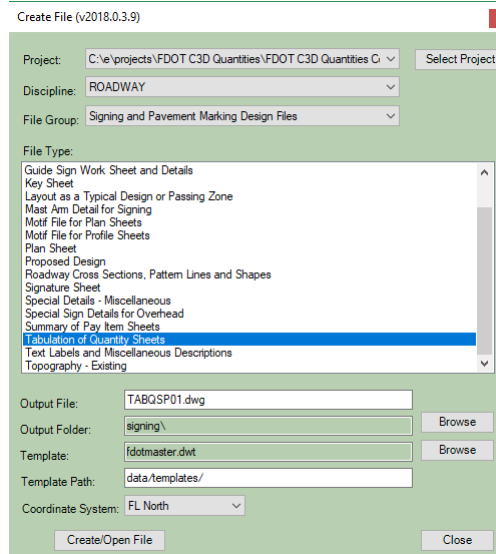 Create File (v2018.0.3.9)
Project: C:\e\projects\FDOT C3D Quantities\FDOT C3D Quantities Select Project
Discipline: ROADWAY
File Group: Signing and Pavement Marking Design Files
File Type:
Guide Sign Work Sheet and Details
Key Sheet
Layout as a Typical Design or Passing Zone
Mast Arm Detail for Signing
Motif File for Plan Sheets
Motif File for Profile Sheets
Plan Sheet
Proposed Design
Roadway Cross Sections, Pattern Lines and Shapes
Signature Sheet
Special Details - Miscellaneous
Special Sign Details for Overhead
Summary of Pay Item Sheets
Tabulation of Quantity Sheets
Text Labels and Miscellaneous Descriptions
Topography - Existing
Output File: TABQSP01.dwg
Output Folder: signing\ Browse
Template: fdotmaster.dwt Browse
Template Path: data/templates/
Coordinate System: FL North
Create/Open File Close